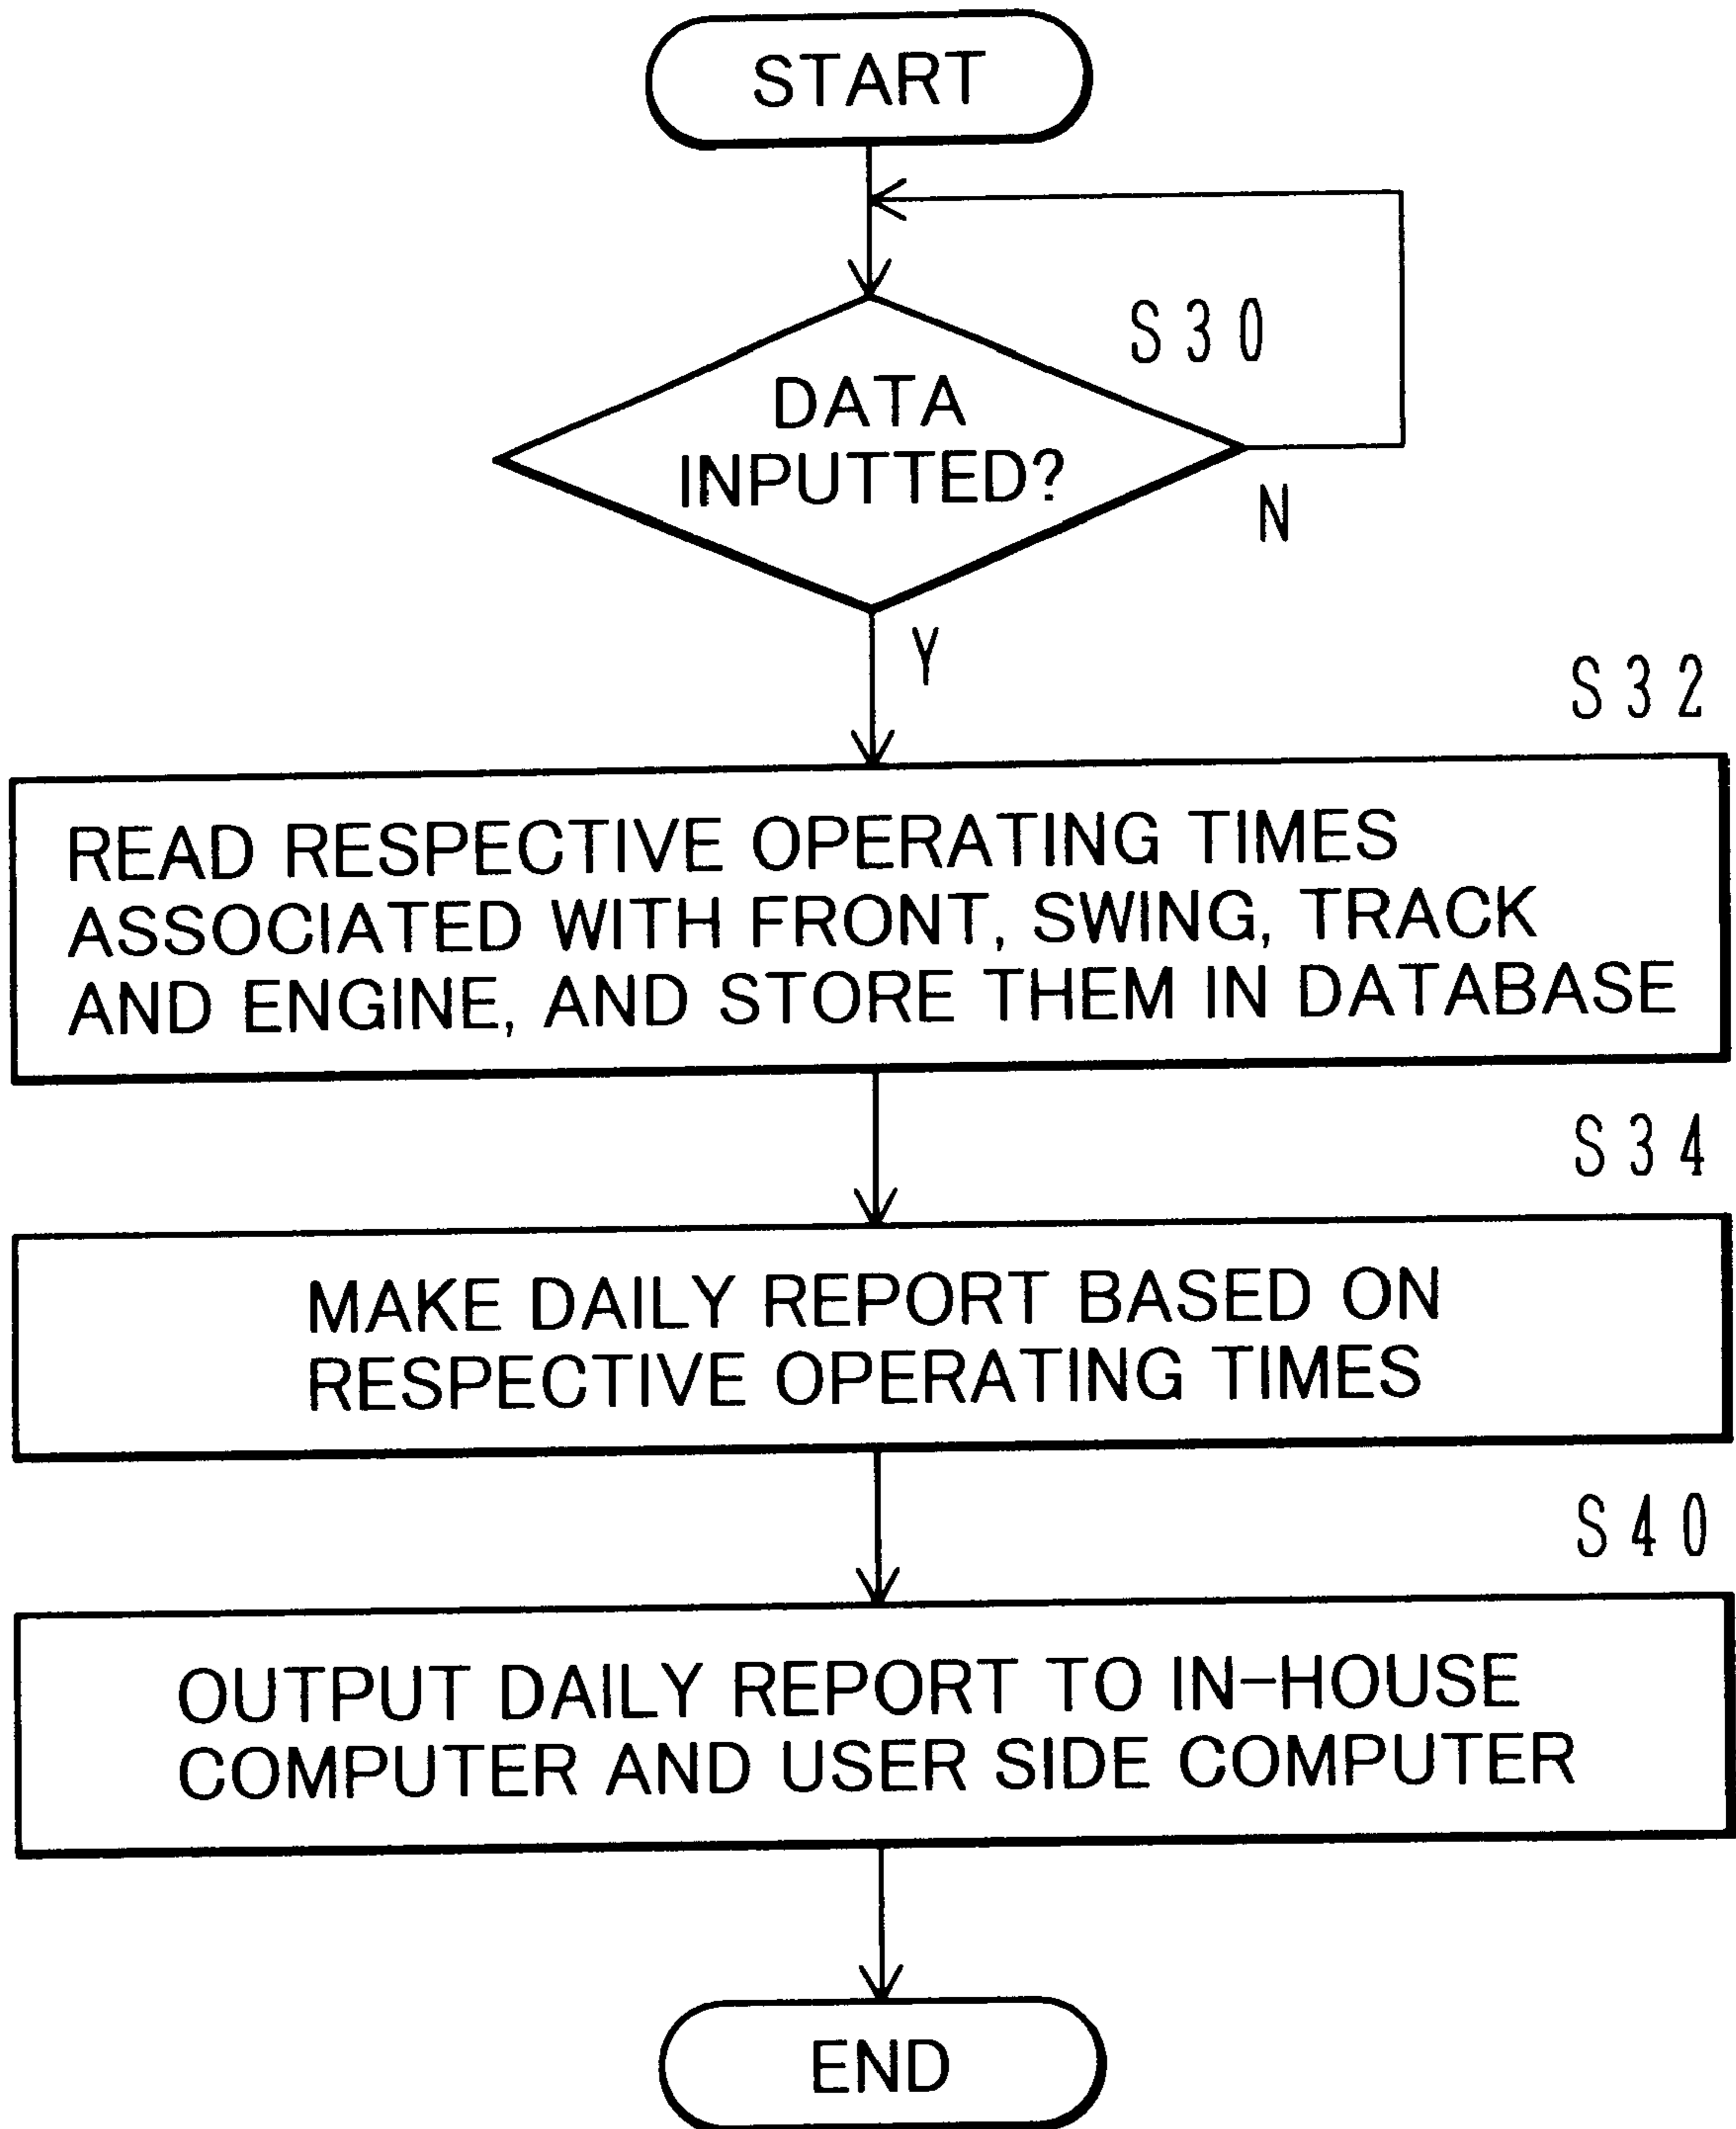 START
S30
DATA
INPUTTED?
N
Y
S32
READ RESPECTIVE OPERATING TIMES
ASSOCIATED WITH FRONT, SWING, TRACK
AND ENGINE, AND STORE THEM IN DATABASE
S34
MAKE DAILY REPORT BASED ON
RESPECTIVE OPERATING TIMES
S40
OUTPUT DAILY REPORT TO IN-HOUSE
COMPUTER AND USER SIDE COMPUTER
END